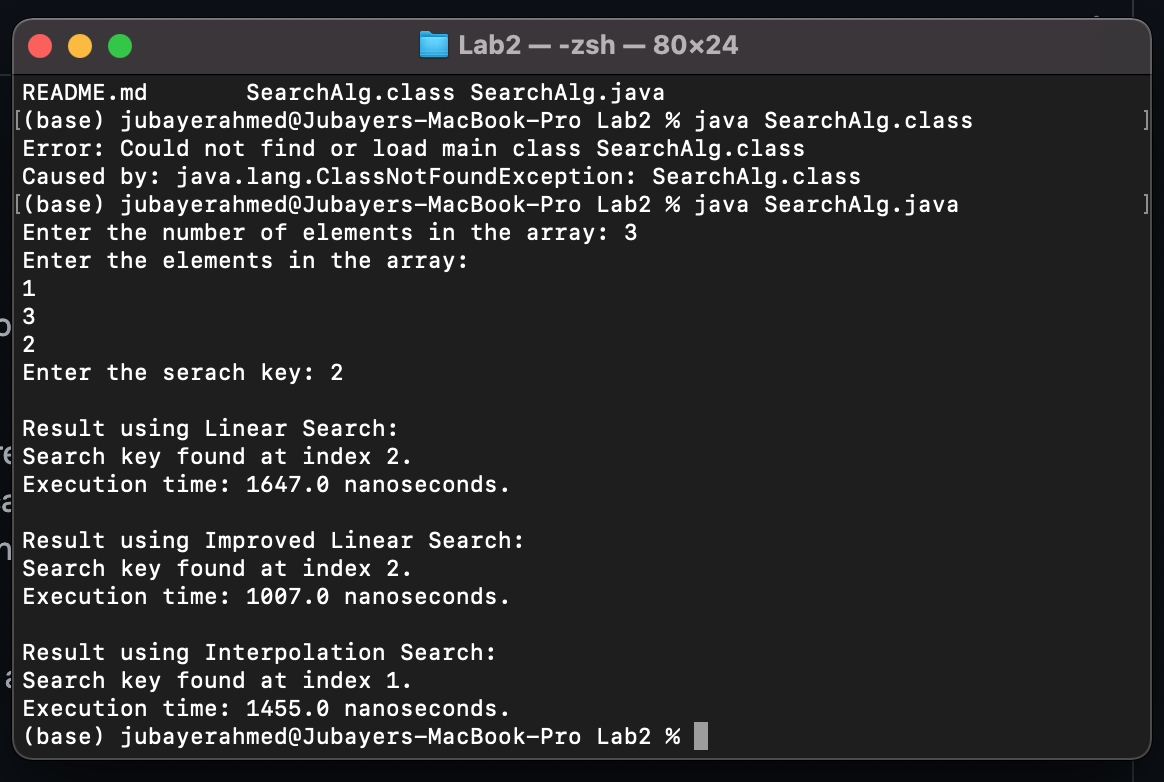 Lab2 — -zsh — 80×24
README.md       SearchAlg.class SearchAlg.java
[(base) jubayerahmed@Jubayers-MacBook-Pro Lab2 % java SearchAlg.class            ]
Error: Could not find or load main class SearchAlg.class
Caused by: java.lang.ClassNotFoundException: SearchAlg.class
[(base) jubayerahmed@Jubayers-MacBook-Pro Lab2 % java SearchAlg.java             ]
Enter the number of elements in the array: 3
Enter the elements in the array:
1
3
2
Enter the serach key: 2
Result using Linear Search:
Search key found at index 2.
Execution time: 1647.0 nanoseconds.
Result using Improved Linear Search:
Search key found at index 2.
Execution time: 1007.0 nanoseconds.
Result using Interpolation Search:
Search key found at index 1.
Execution time: 1455.0 nanoseconds.
(base) jubayerahmed@Jubayers-MacBook-Pro Lab2 %